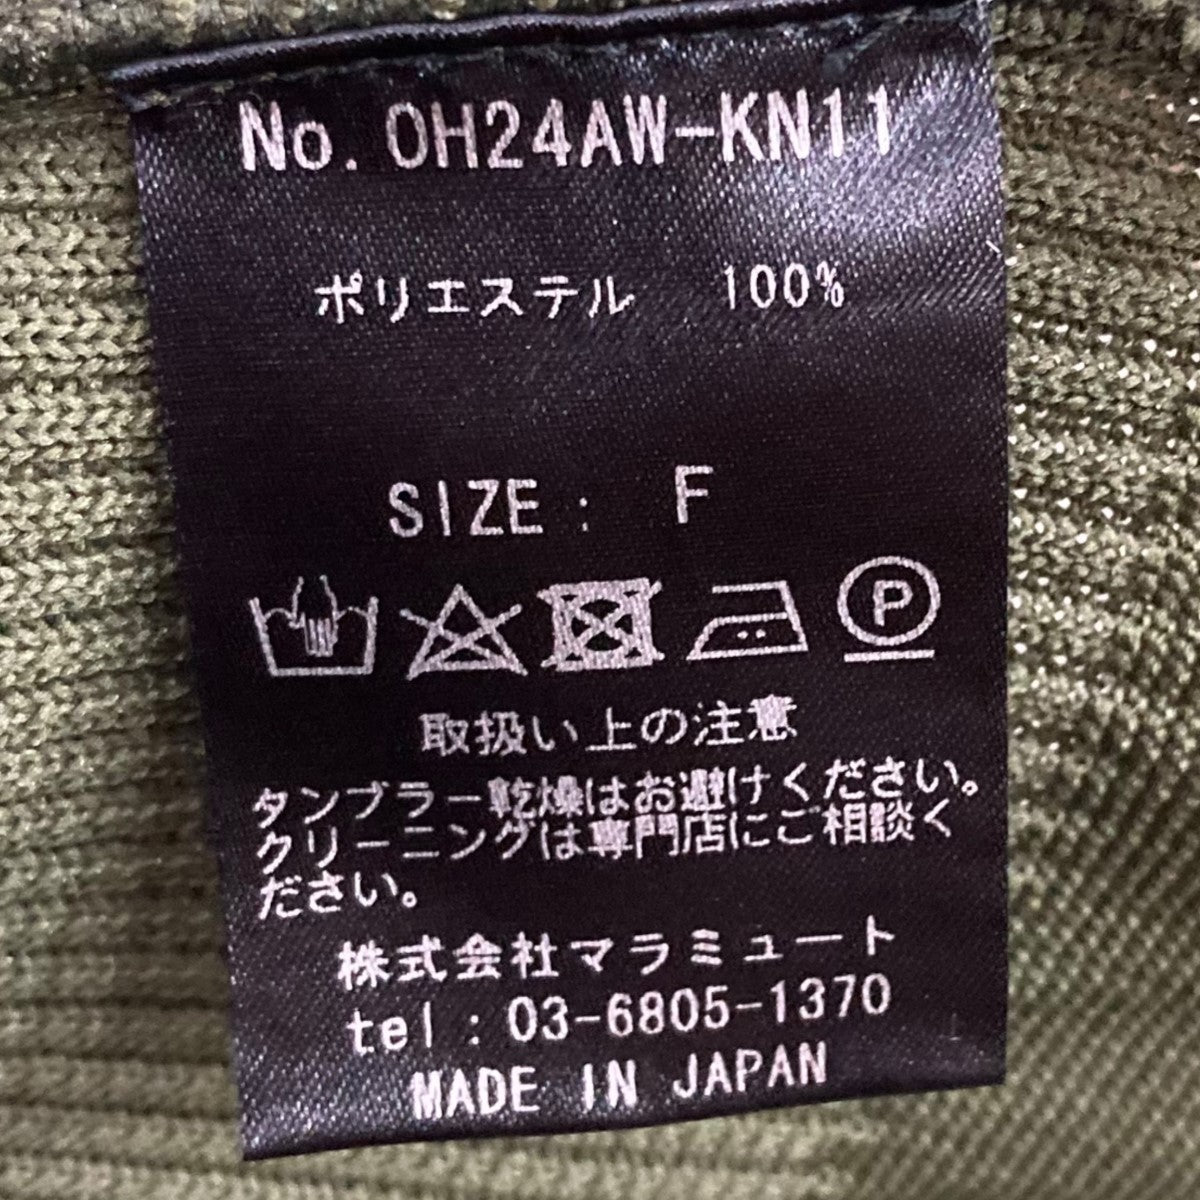 No. OH24AW-KN11
ポリエステル 100%
SIZE : F
P
取扱い上の注意
タンブラー乾燥はお避けください。
クリーニングは専門店にご相談く
ださい。
株式会社マラミュート
tel : 03-6805-1370
MADE IN JAPAN